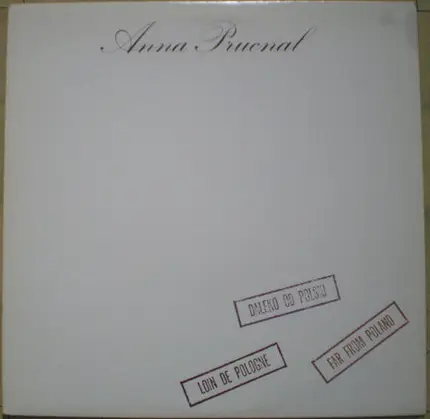 Anna Prucnal
DALEKO OD POLSKI
LOIN DE POLOGNE
FAR FROM POLAND